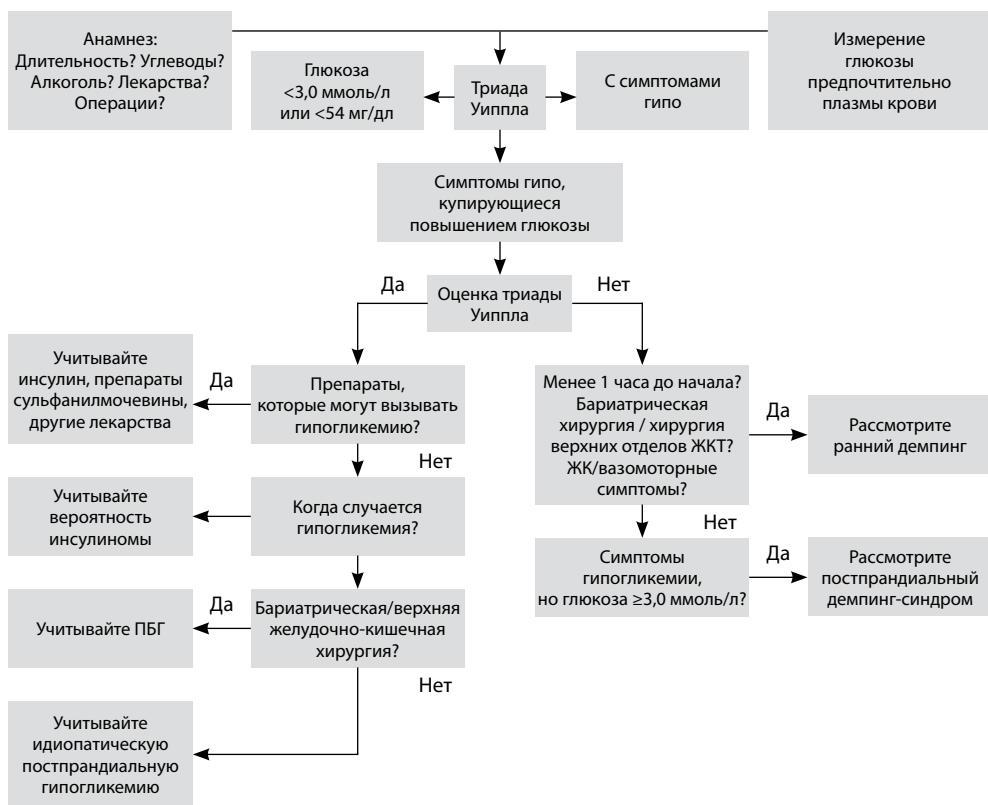 Анамнез:
Длительность? Углеводы?
Алкоголь? Лекарства?
Операции?
Глюкоза
<3,0 ммоль/л
или <54 мг/дл
Триада
Уиппла
С симптомами
гипо
Измерение
глюкозы
предпочтительно
плазмы крови
Симптомы гипо,
купирующиеся
повышением глюкозы
Да
Оценка триады
Уиппла
Нет
Учитывайте
инсулин, препараты
сульфанилмочевины,
другие лекарства
Да
Препараты,
которые могут вызывать
гипогликемию?
Менее 1 часа до начала?
Бариатрическая
хирургия / хирургия
верхних отделов ЖКТ?
ЖК/вазомоторные
симптомы?
Да
Рассмотрите
ранний демпинг
Нет
Учитывайте
вероятность
инсулиномы
Когда случается
гипогликемия?
Нет
Симптомы
гипогликемии,
но глюкоза ≥3,0 ммоль/л?
Да
Рассмотрите
постпрандиальный
демпинг-синдром
Учитывайте ПБГ
Да
Бариатрическая/верхняя
желудочно-кишечная
хирургия?
Нет
Учитывайте
идиопатическую
постпрандиальную
гипогликемию